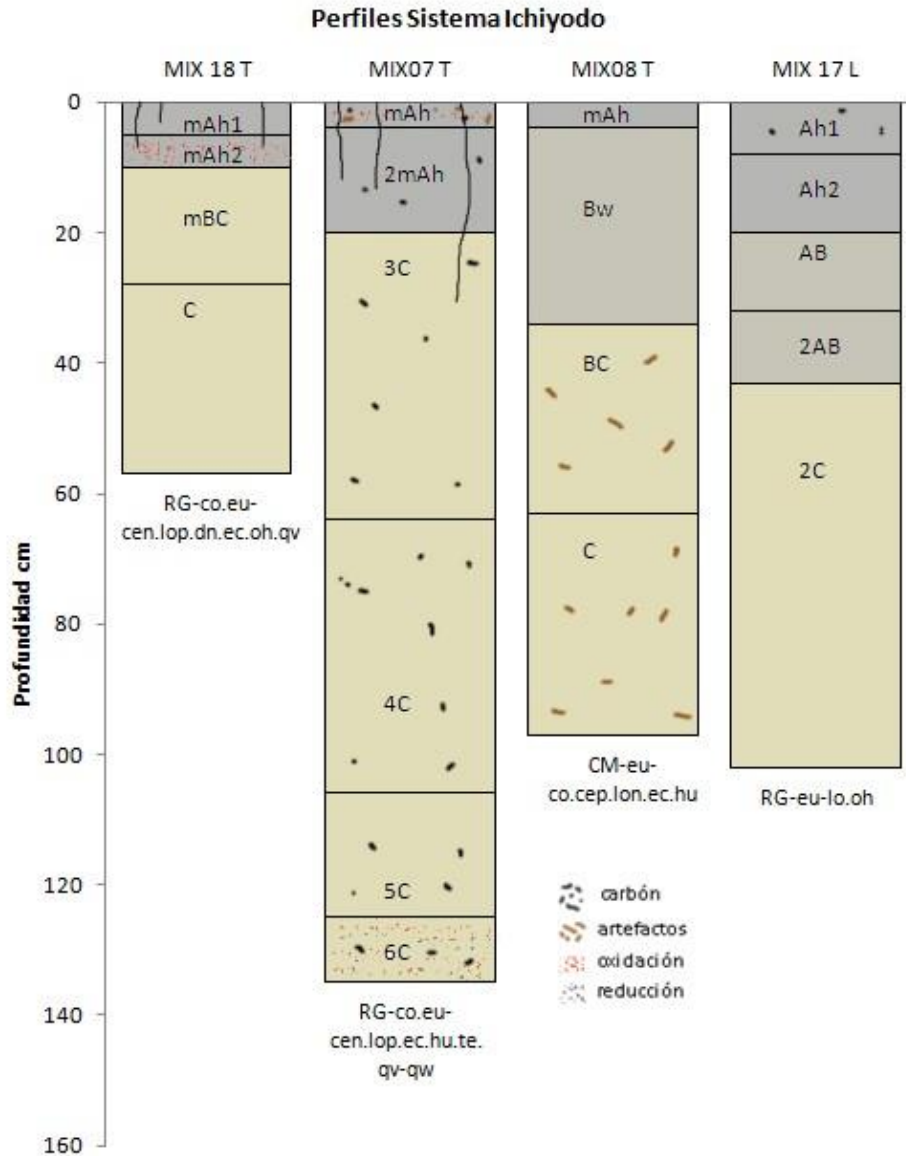 Perfiles Sistema Ichiyodo
MIX 18 T
MIX07 T
MIX08 T
MIX 17 L
Profundidad cm
0
20
40
60
80
100
120
140
160
mAh1
mAh2
mBC
C
RG-co.eu-
cen.lop.dn.ec.oh.qv
mAh
2mAh
3C
4C
5C
6C
RG-co.eu-
cen.lop.ec.hu.te.
qv-qw
mAh
Bw
BC
C
CM-eu-
co.cep.lon.ec.hu
Ah1
Ah2
AB
2AB
2C
RG-eu-lo.oh
carbón
artefactos
oxidación
reducción